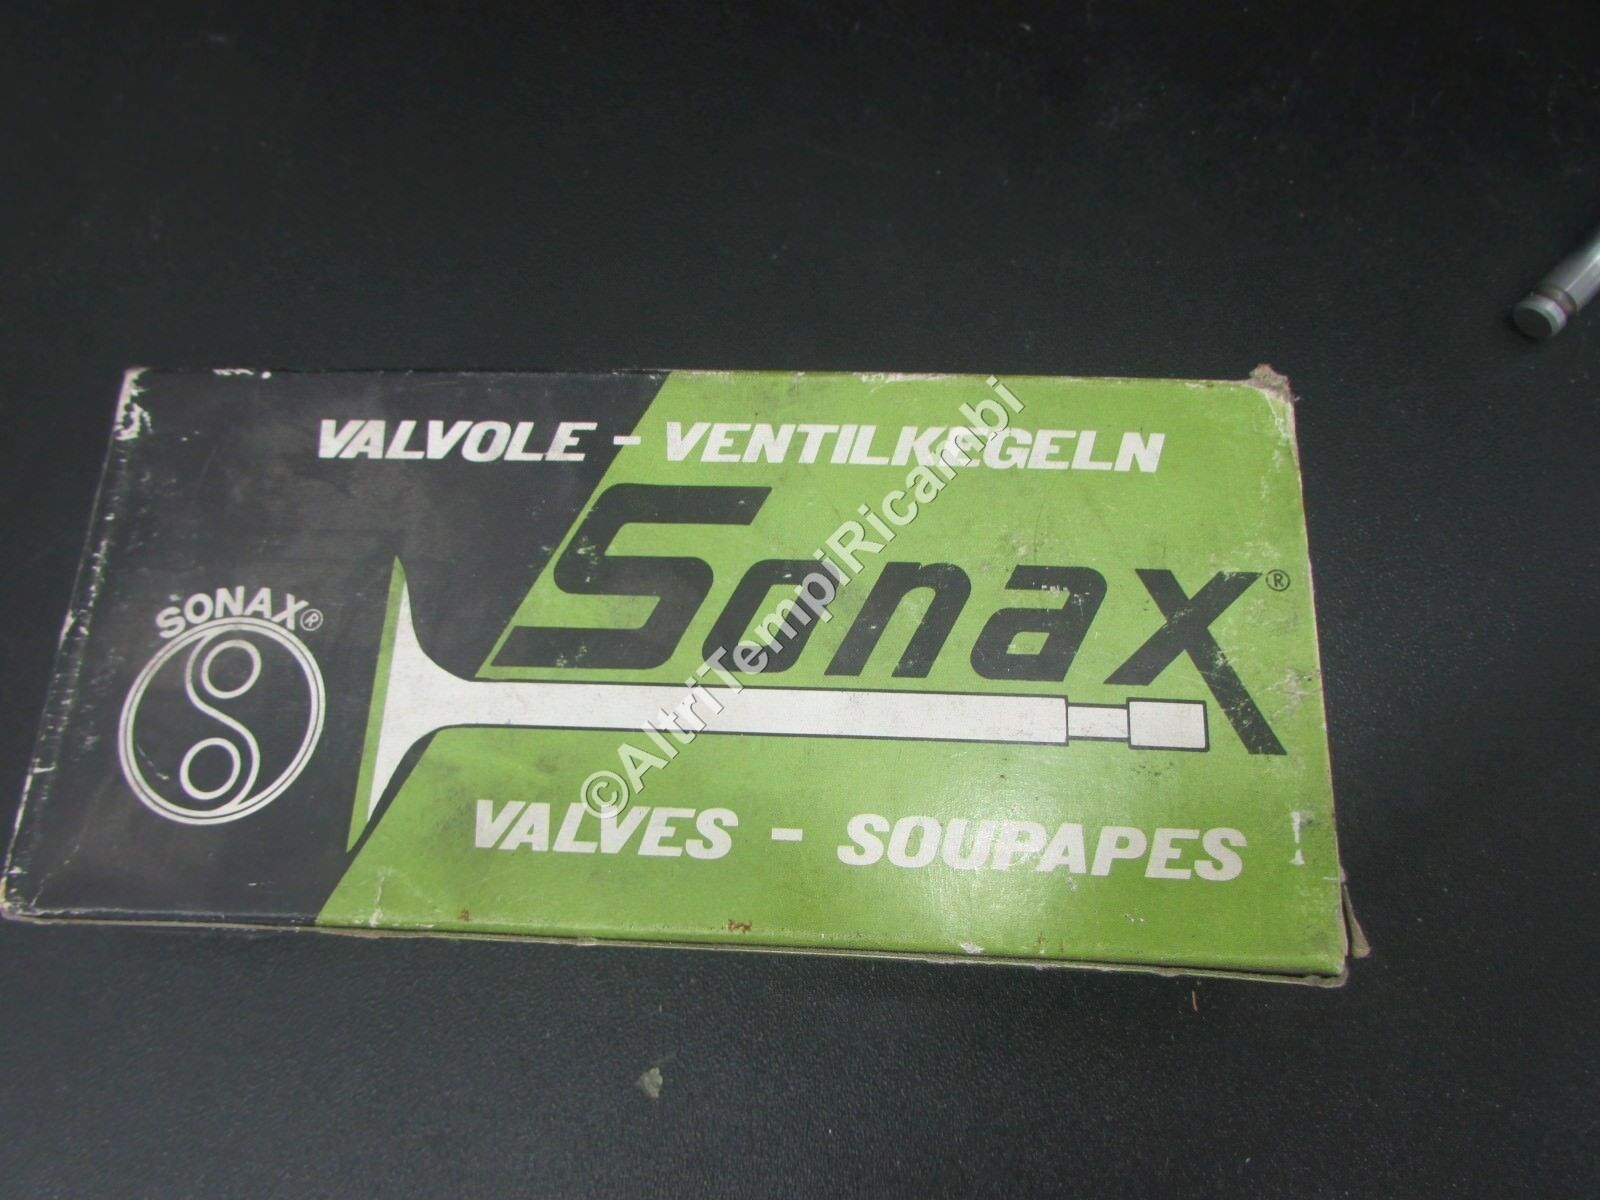 VALVOLE - VENTILKEGELN
Sonax®
SONAX®
VALVES - SOUPAPES
©AltriTempiRicambi